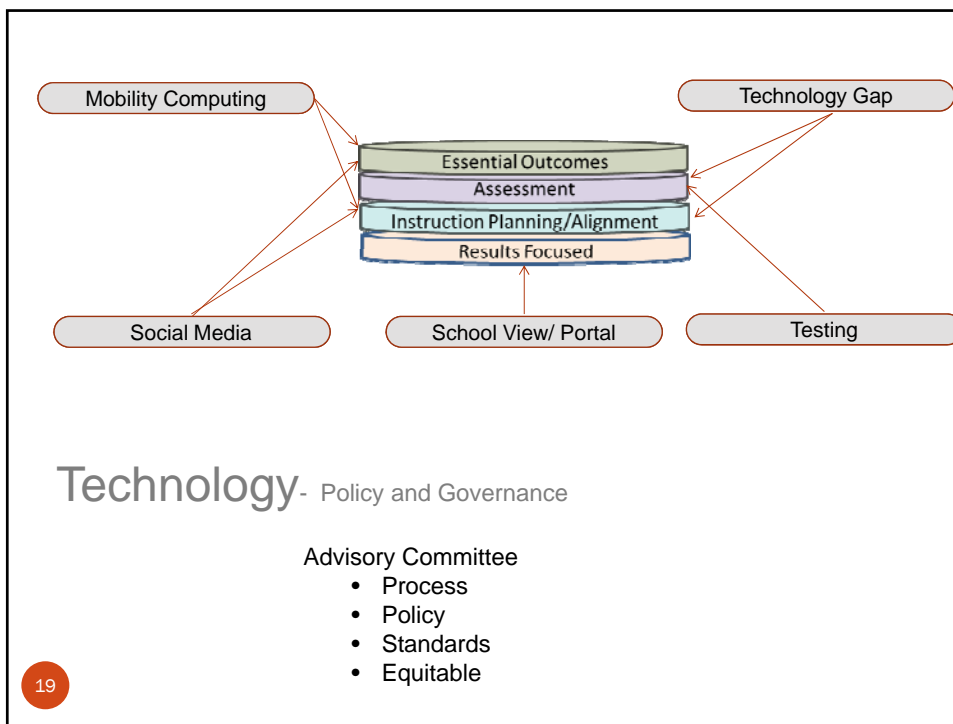 Mobility Computing
Technology Gap
Essential Outcomes
Assessment
Instruction Planning/Alignment
Results Focused
Social Media
School View/ Portal
Testing
Technology- Policy and Governance
Advisory Committee
• Process
• Policy
• Standards
• Equitable
19